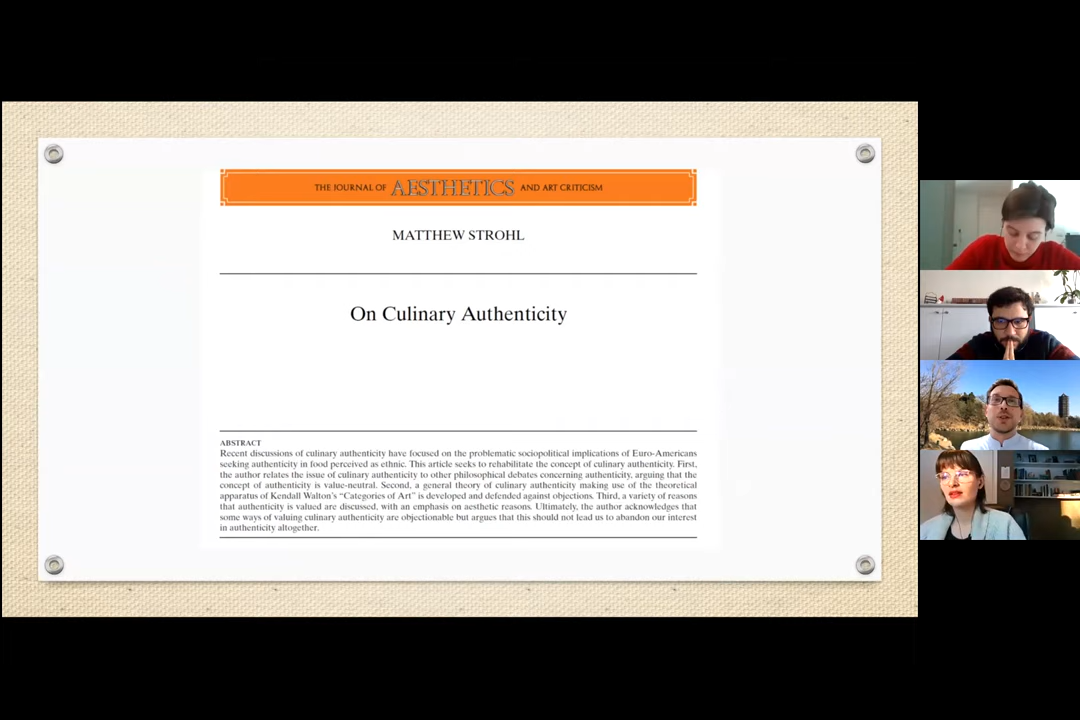 THE JOURNAL OF AESTHETICS AND ART CRITICISM
MATTHEW STROHL
On Culinary Authenticity
ABSTRACT
Recent discussions of culinary authenticity have focused on the problematic sociopolitical implications of Euro-Americans
seeking authenticity in food perceived as ethnic. This article seeks to rehabilitate the concept of culinary authenticity. First,
the author relates the issue of culinary authenticity to other philosophical debates concerning authenticity, arguing that the
concept of authenticity is value-neutral. Second, a general theory of culinary authenticity making use of the theoretical
apparatus of Kendall Walton's “Categories of Art” is developed and defended against objections. Third, a variety of reasons
that authenticity is valued are discussed, with an emphasis on aesthetic reasons. Ultimately, the author acknowledges that
some ways of valuing culinary authenticity are objectionable but argues that this should not lead us to abandon our interest
in authenticity altogether.